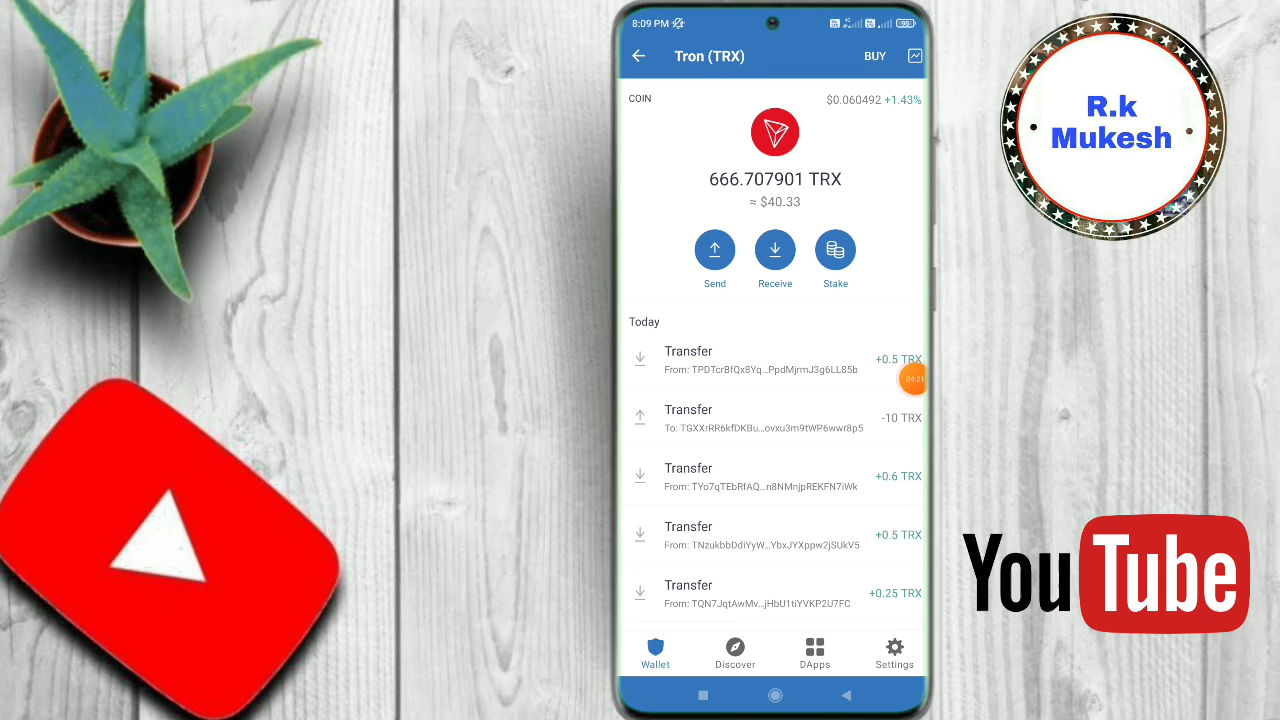 8:09 PM
95
Tron (TRX)
BUY
COIN
$0.060492 +1.43%
666.707901 TRX
≈ $40.33
Send
Receive
Stake
Today
Transfer
+0.5 TRX
From: TPDTcrBfQx8Yq...PpdMjrmJ3g6LL85b
04:21
Transfer
-10 TRX
To: TGXXrRR6kfDKBu...ovxu3m9tWP6wwr8p5
Transfer
+0.6 TRX
From: TYo7qTEbRfAQ...n8NMnjpREKFN7iWk
Transfer
+0.5 TRX
From: TNzukbbDdiYyW...YbxJYXppw2jSUkV5
Transfer
+0.25 TRX
From: TQN7JqtAwMv...jHbU1tiYVKP2U7FC
Wallet
Discover
DApps
Settings
R.k
Mukesh
YouTube